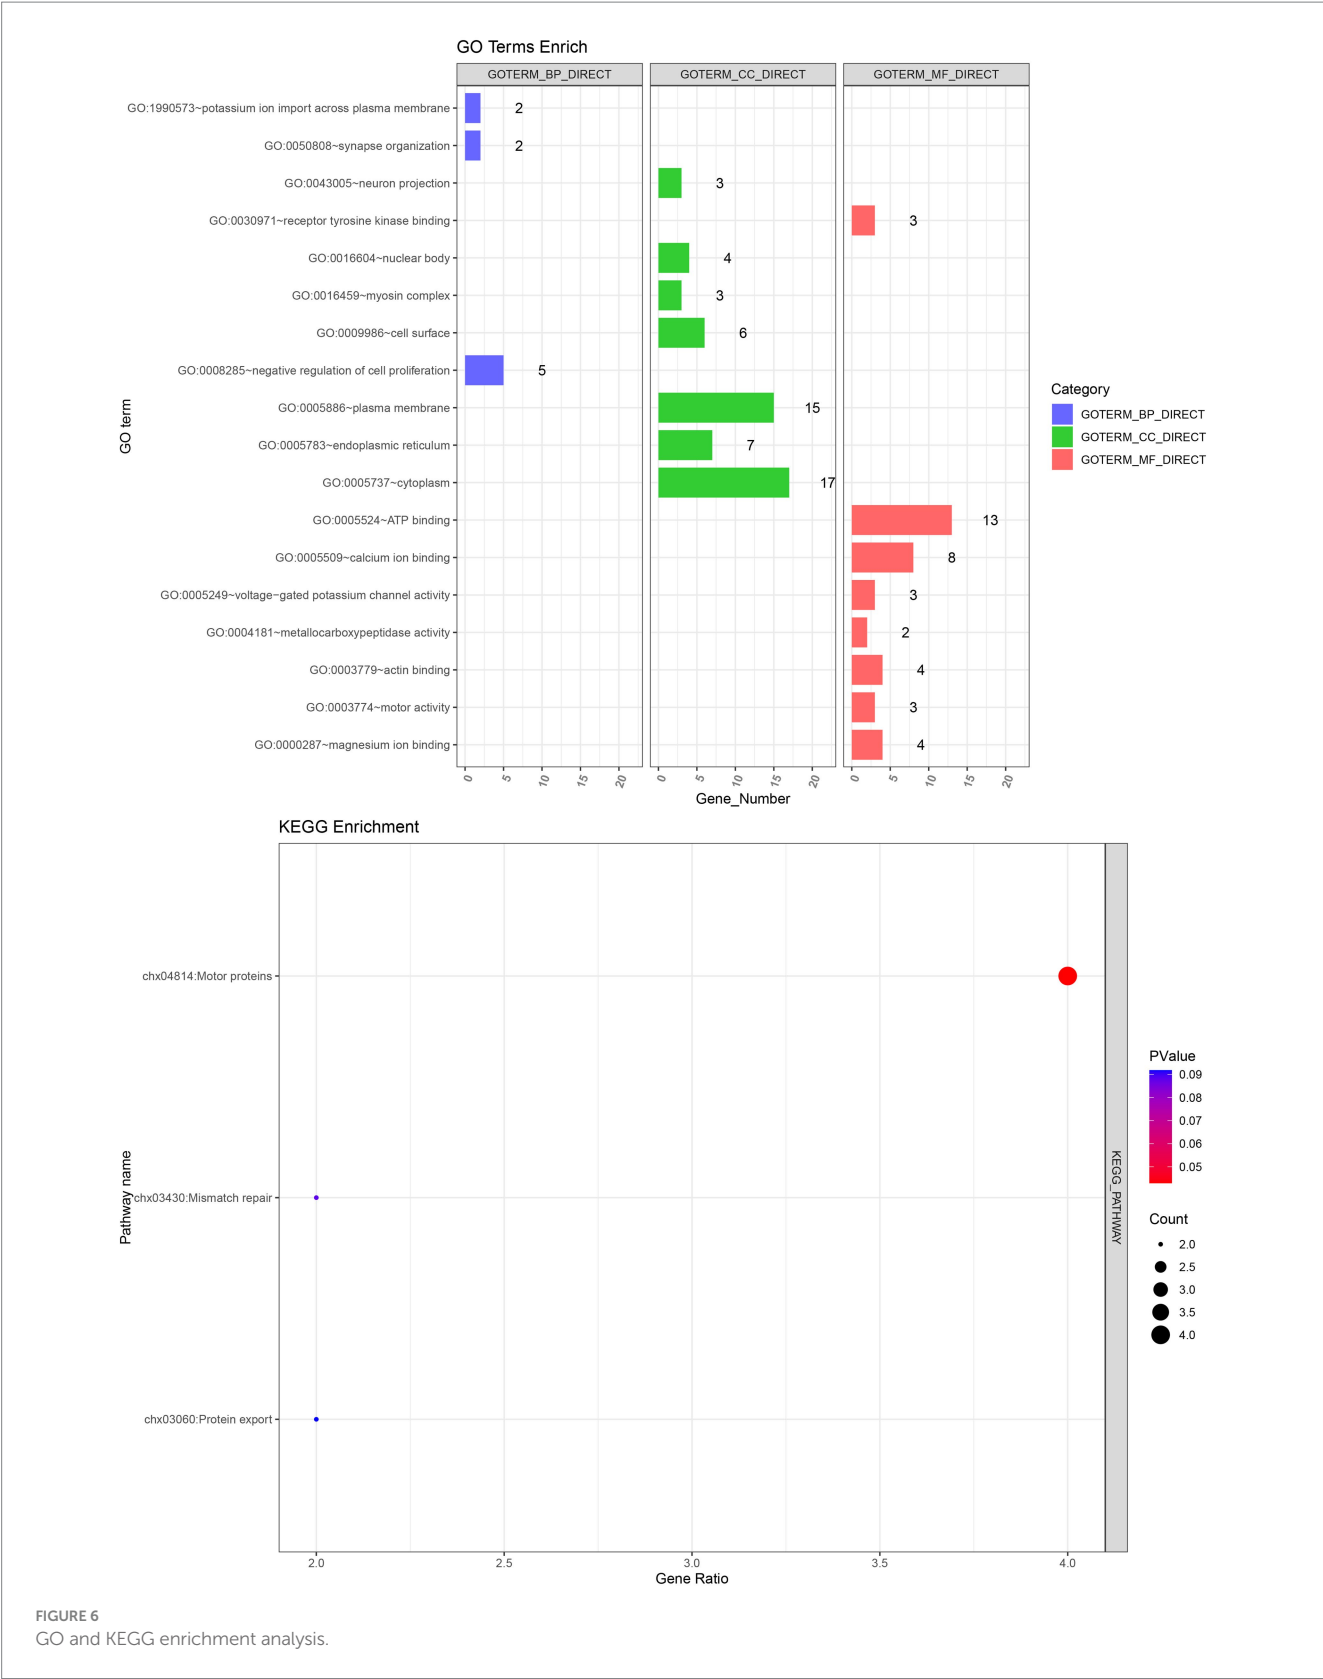 GO Terms Enrich
GOTERM_BP_DIRECT GOTERM_CC_DIRECT GOTERM_MF_DIRECT
GO:1990573~potassium ion import across plasma membrane 2
GO:0050808~synapse organization 2
GO:0043005~neuron projection 3
GO:0030971~receptor tyrosine kinase binding 3
GO:0016604~nuclear body 4
GO:0016459~myosin complex 3
GO:0009986~cell surface 6
GO:0008285~negative regulation of cell proliferation 5
GO:0005886~plasma membrane 15
GO:0005783~endoplasmic reticulum 7
GO:0005737~cytoplasm 17
GO:0005524~ATP binding 13
GO:0005509~calcium ion binding 8
GO:0005249~voltage-gated potassium channel activity 3
GO:0004181~metallocarboxypeptidase activity 2
GO:0003779~actin binding 4
GO:0003774~motor activity 3
GO:0000287~magnesium ion binding 4
GO term
0 5 10 15 20 0 5 10 15 20 0 5 10 15 20
Gene_Number
Category
GOTERM_BP_DIRECT
GOTERM_CC_DIRECT
GOTERM_MF_DIRECT
KEGG Enrichment
chx04814:Motor proteins
chx03430:Mismatch repair
chx03060:Protein export
Pathway name
KEGG_PATHWAY
2.0 2.5 3.0 3.5 4.0
Gene Ratio
PValue
0.09
0.08
0.07
0.06
0.05
Count
2.0
2.5
3.0
3.5
4.0
FIGURE 6
GO and KEGG enrichment analysis.